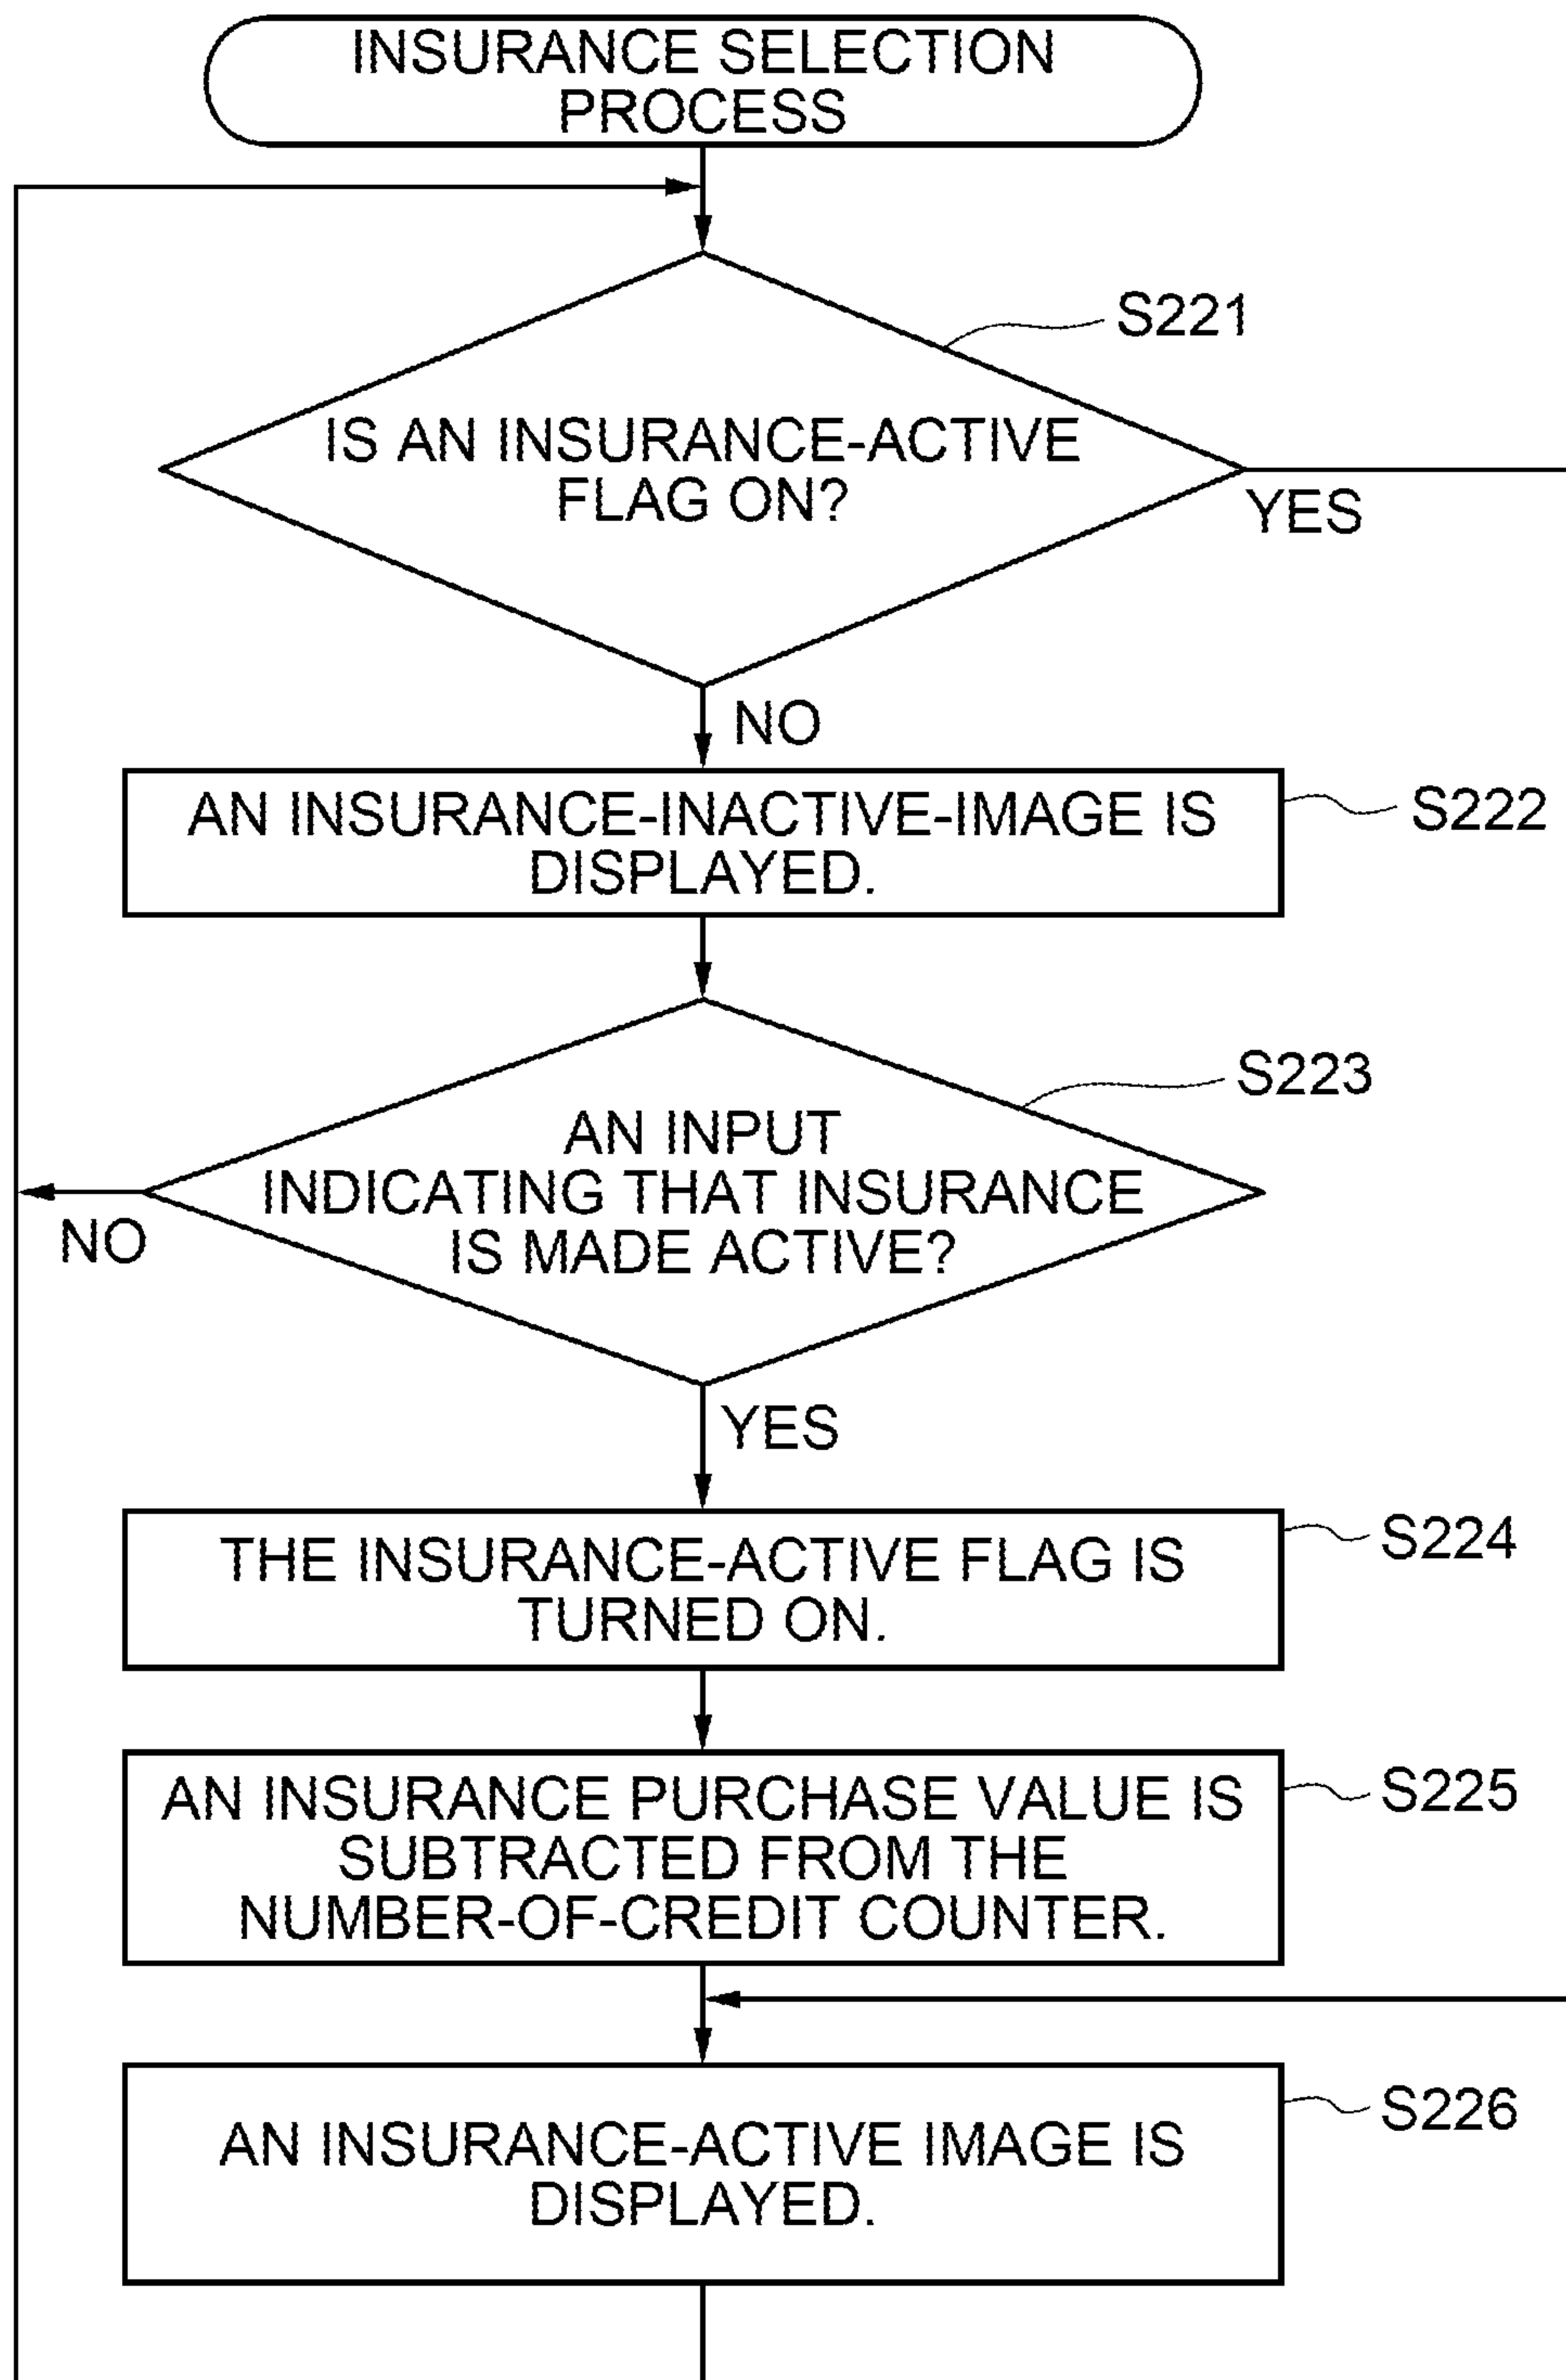 INSURANCE SELECTION
PROCESS
S221
IS AN INSURANCE-ACTIVE
FLAG ON?
YES
NO
AN INSURANCE-INACTIVE-IMAGE IS
DISPLAYED.
S222
S223
AN INPUT
INDICATING THAT INSURANCE
IS MADE ACTIVE?
NO
YES
THE INSURANCE-ACTIVE FLAG IS
TURNED ON.
S224
AN INSURANCE PURCHASE VALUE IS
SUBTRACTED FROM THE
NUMBER-OF-CREDIT COUNTER.
S225
AN INSURANCE-ACTIVE IMAGE IS
DISPLAYED.
S226